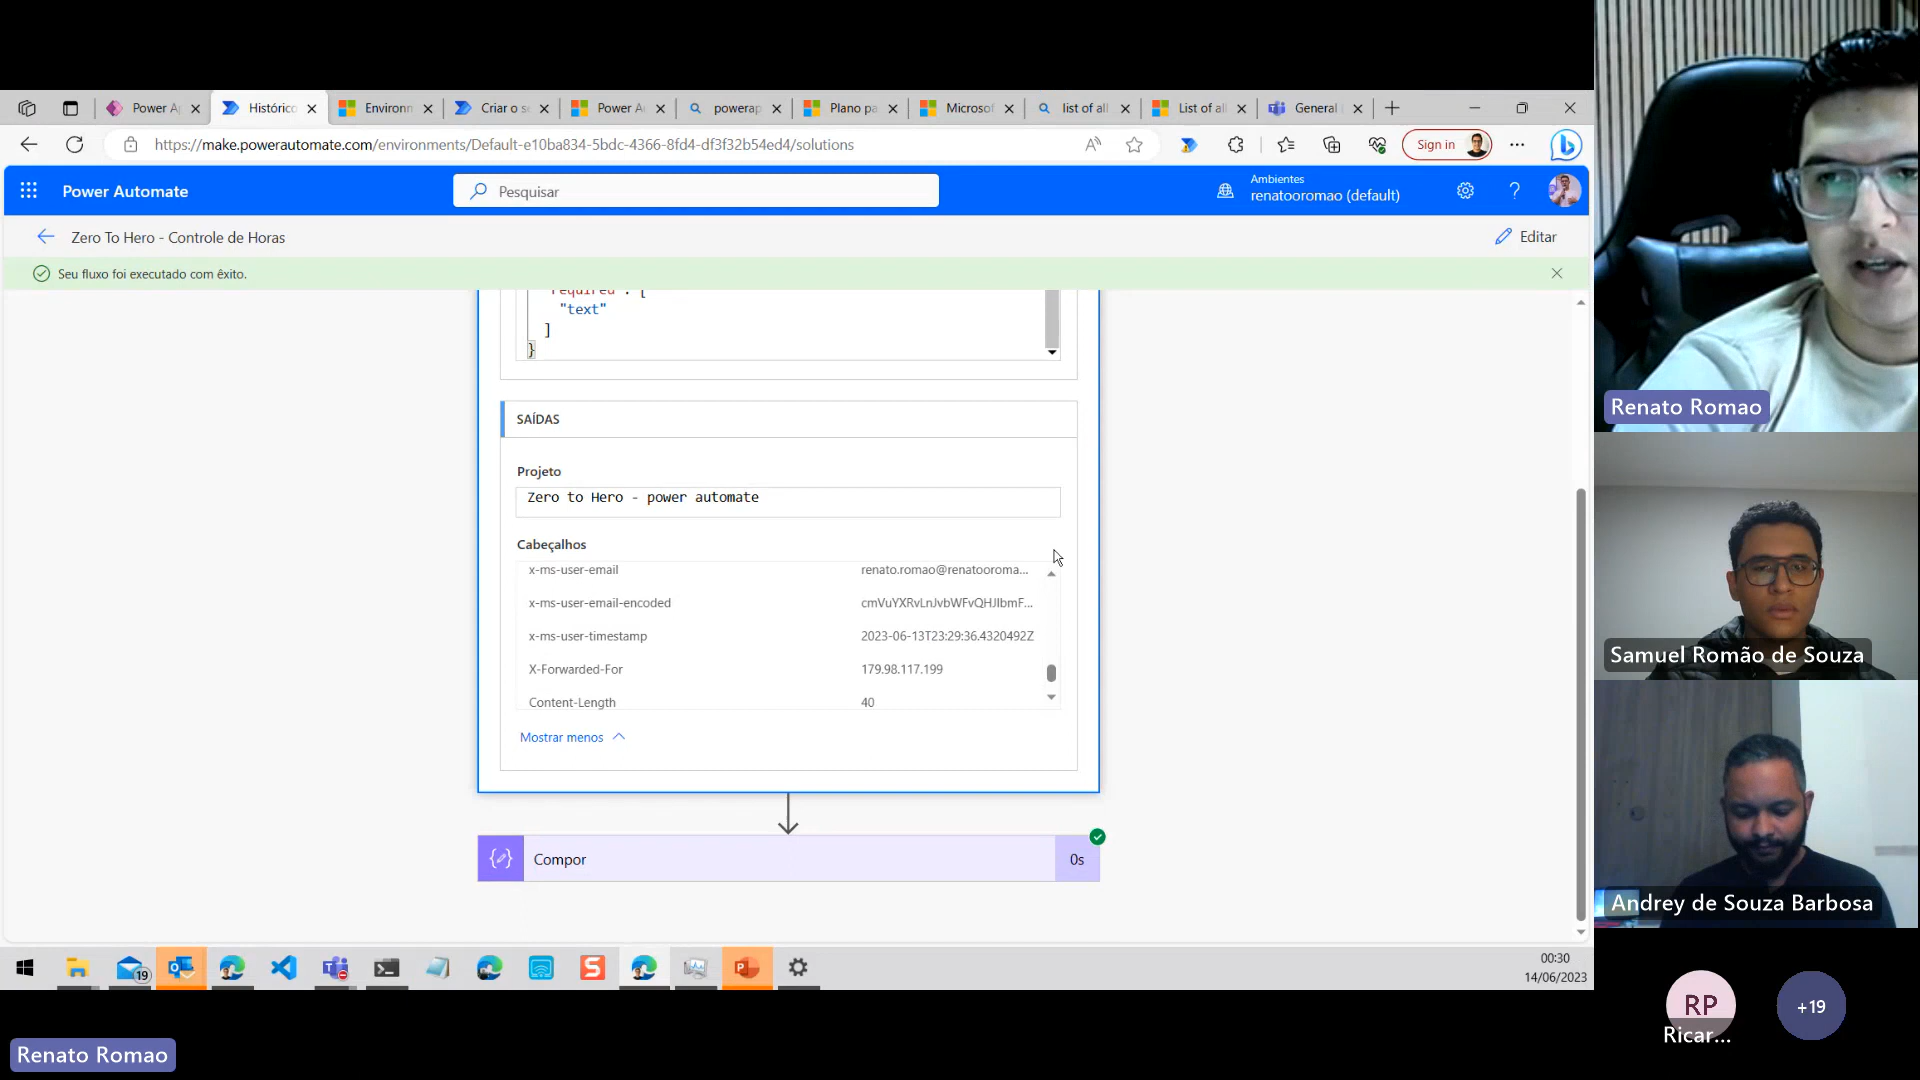 Power A
Histórico
Environm
Criar o s
Power A
powerap
Plano pa
Microsof
list of all
List of all
General
https://make.powerautomate.com/environments/Default-e10ba834-5bdc-4366-8fd4-df3f32b54ed4/solutions
Sign in
Power Automate
Pesquisar
Ambientes
renatooromao (default)
Zero To Hero - Controle de Horas
Editar
Seu fluxo foi executado com êxito.
"required": [
"text"
]
}
SAÍDAS
Projeto
Zero to Hero - power automate
Cabeçalhos
x-ms-user-email renato.romao@renatooroma...
x-ms-user-email-encoded cmVuYXRvLnJvbWFvQHJlbmF...
x-ms-user-timestamp 2023-06-13T23:29:36.4320492Z
X-Forwarded-For 179.98.117.199
Content-Length 40
Mostrar menos
Compor
0s
19
00:30
14/06/2023
Renato Romao
Samuel Romão de Souza
Andrey de Souza Barbosa
RP
Ricar...
+19
Renato Romao